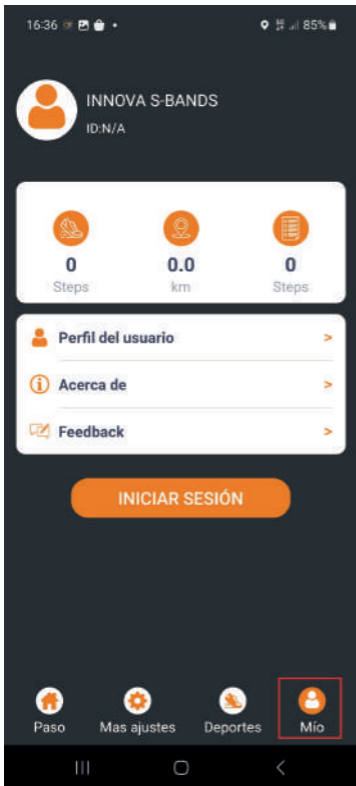 16:36 85%
INNOVA S-BANDS
ID:N/A
0 0.0 0
Steps km Steps
Perfil del usuario >
Acerca de >
Feedback >
INICIAR SESIÓN
Paso Mas ajustes Deportes Mío